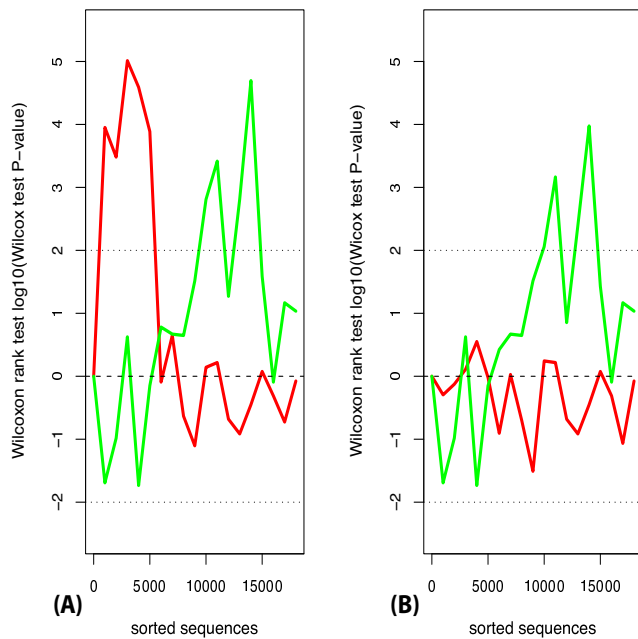 Wilcoxon rank test log10(Wilcox test P−value)
5
4
3
2
1
0
−1
−2
0 5000 10000 15000
(A)
sorted sequences
Wilcoxon rank test log10(Wicox test P−value)
5
4
3
2
1
0
−1
−2
0 5000 10000 15000
(B)
sorted sequences